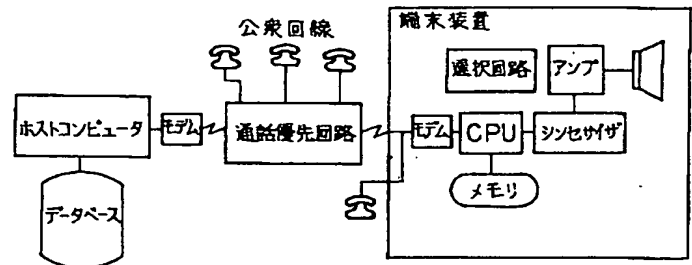 公衆回線
端末装置
選択回路
アンプ
ホストコンピュータ
モデム
通話優先回路
モデム
CPU
シンセサイザ
メモリ
データベース